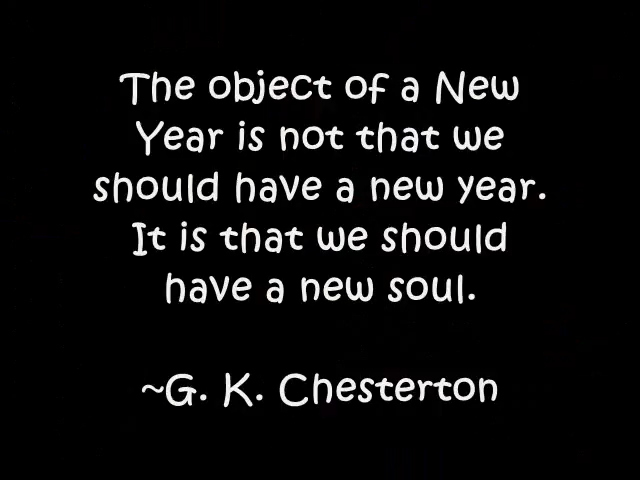 The object of a New
Year is not that we
should have a new year.
It is that we should
have a new soul.
~G. K. Chesterton